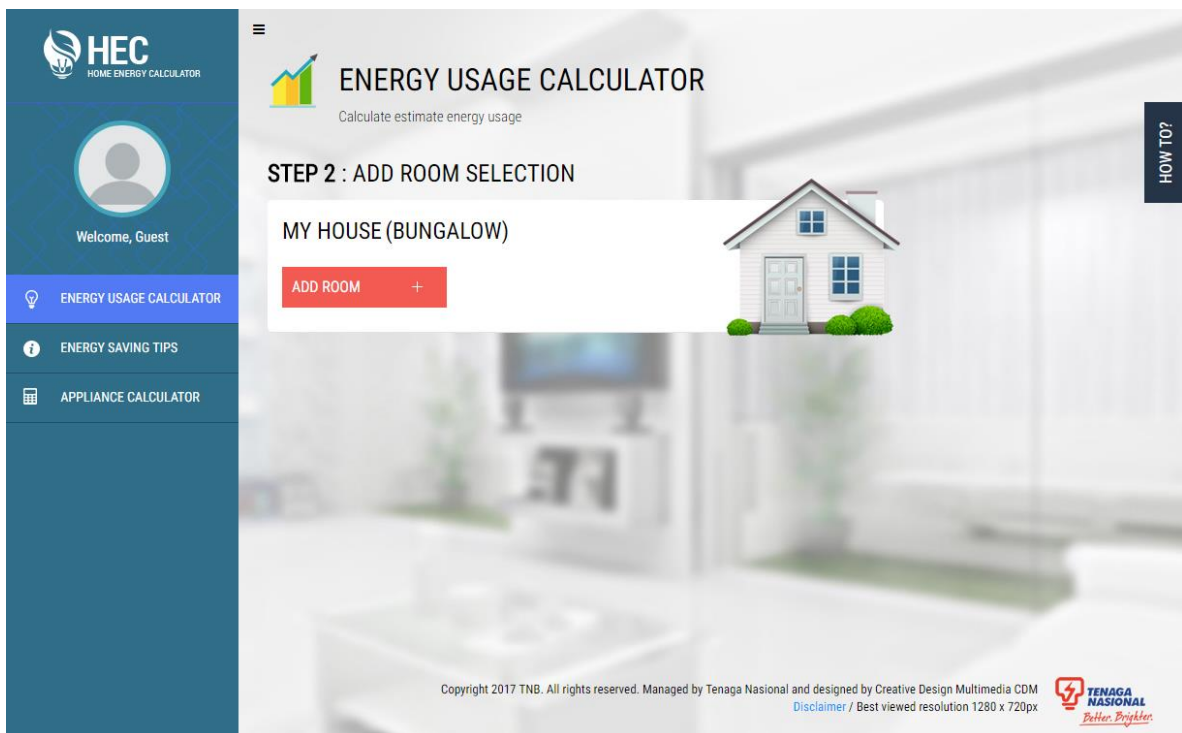 HEC
HOME ENERGY CALCULATOR
Welcome, Guest
ENERGY USAGE CALCULATOR
ENERGY SAVING TIPS
APPLIANCE CALCULATOR
ENERGY USAGE CALCULATOR
Calculate estimate energy usage
STEP 2 : ADD ROOM SELECTION
MY HOUSE (BUNGALOW)
ADD ROOM +
HOW TO?
Copyright 2017 TNB. All rights reserved. Managed by Tenaga Nasional and designed by Creative Design Multimedia CDM
Disclaimer / Best viewed resolution 1280 x 720px
TENAGA
NASIONAL
Better. Brighter.